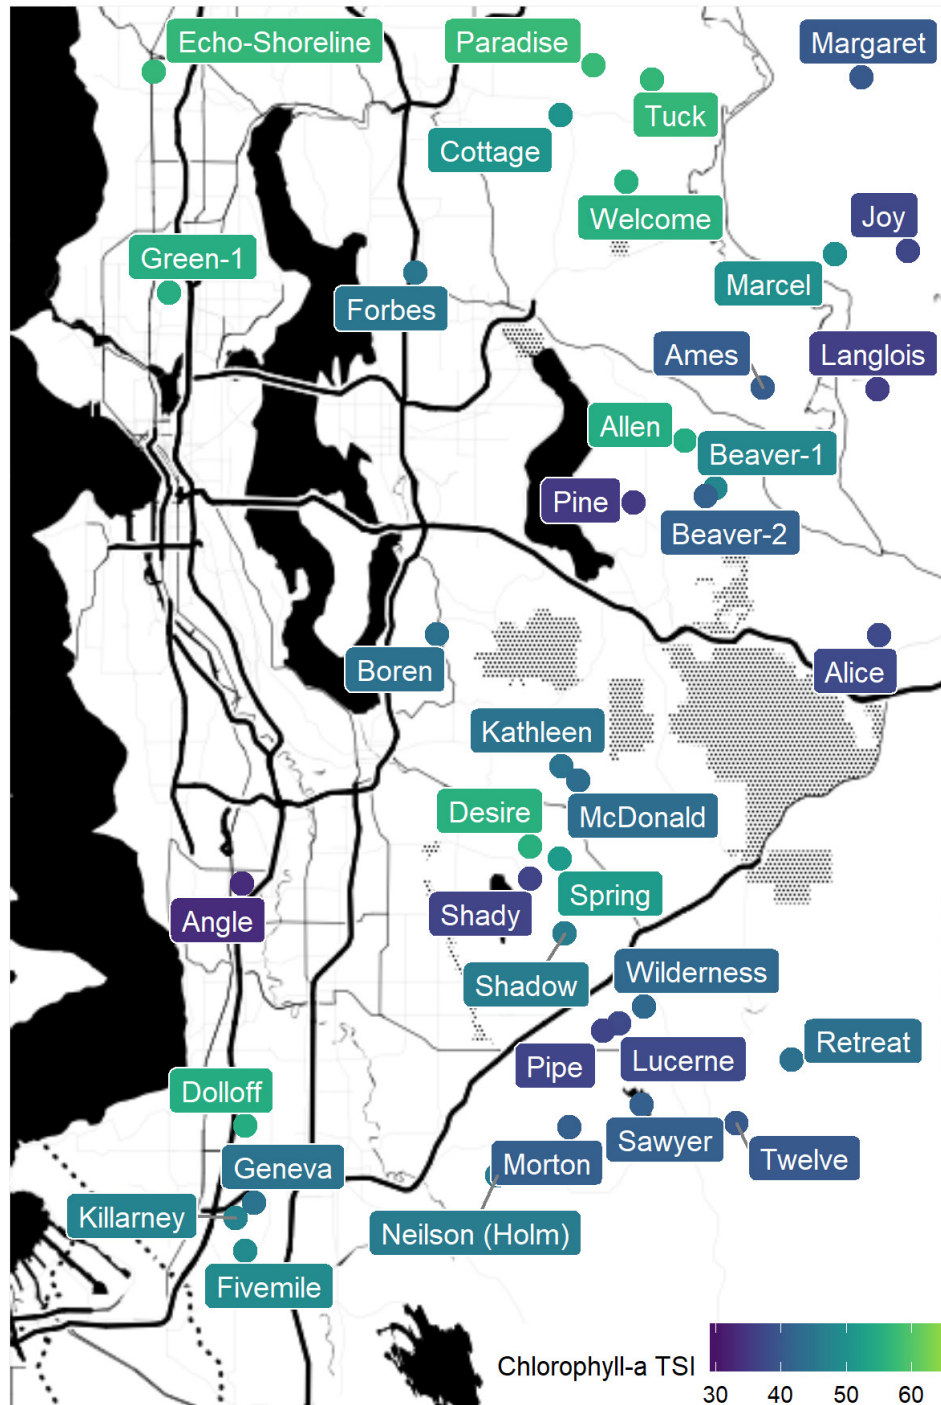 Echo-Shoreline
Paradise
Margaret
Tuck
Cottage
Welcome
Joy
Green-1
Marcel
Forbes
Ames
Langlois
Allen
Beaver-1
Pine
Beaver-2
Boren
Alice
Kathleen
Desire
McDonald
Spring
Shady
Angle
Shadow
Wilderness
Retreat
Pipe
Lucerne
Dolloff
Sawyer
Twelve
Geneva
Morton
Killarney
Neilson (Holm)
Fivemile
Chlorophyll-a TSI
30 40 50 60